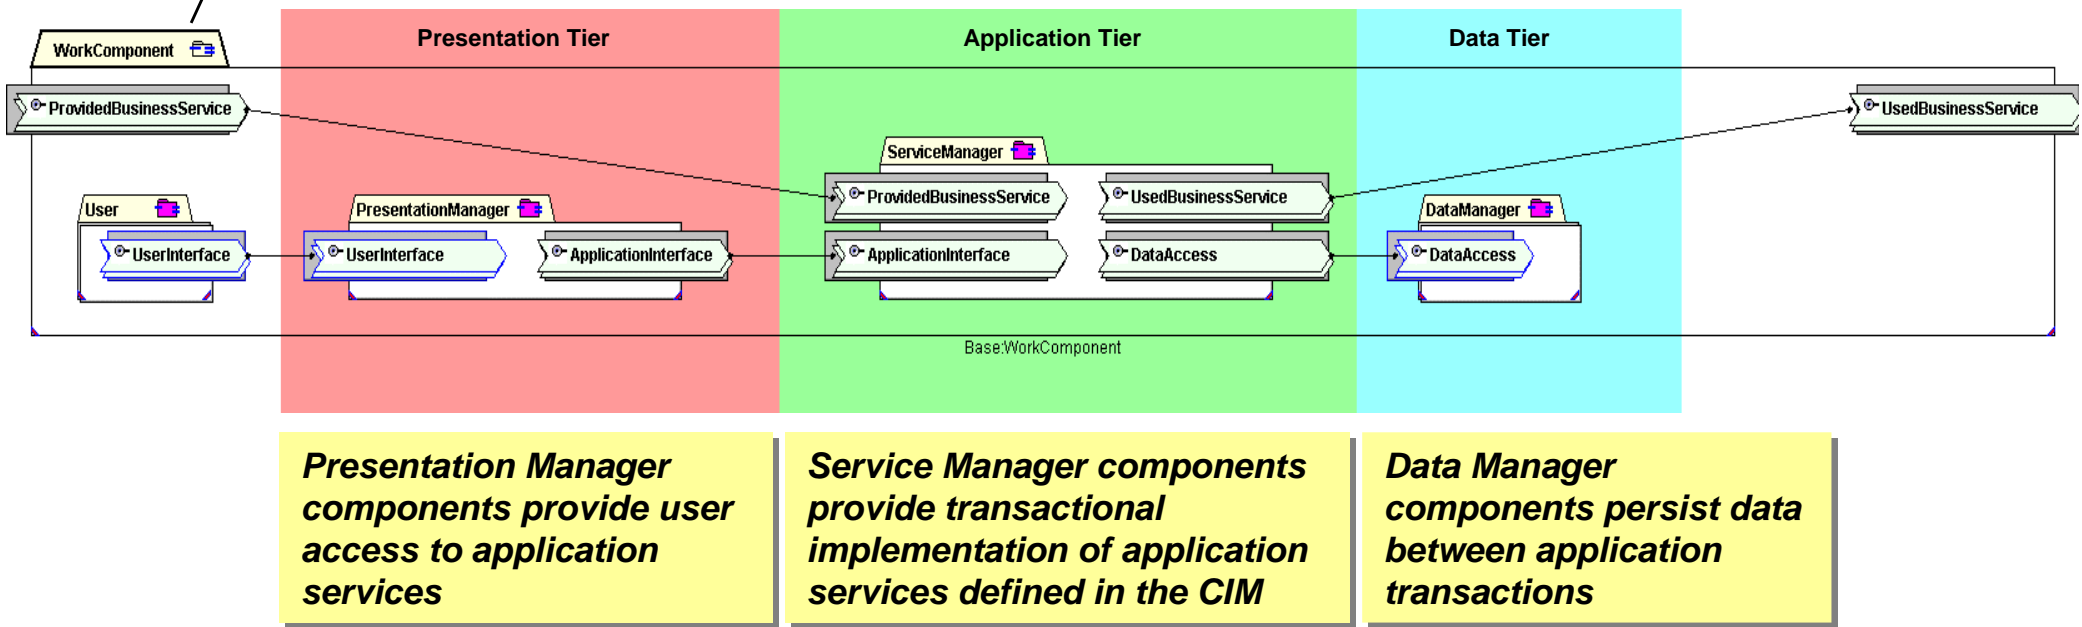 Presentation Tier
Application Tier
Data Tier
WorkComponent
ProvidedBusinessService
UsedBusinessService
ServiceManager
ProvidedBusinessService
UsedBusinessService
User
PresentationManager
DataManager
UserInterface
UserInterface
ApplicationInterface
ApplicationInterface
DataAccess
DataAccess
Base:WorkComponent
Presentation Manager
components provide user
access to application
services
Service Manager components
provide transactional
implementation of application
services defined in the CIM
Data Manager
components persist data
between application
transactions